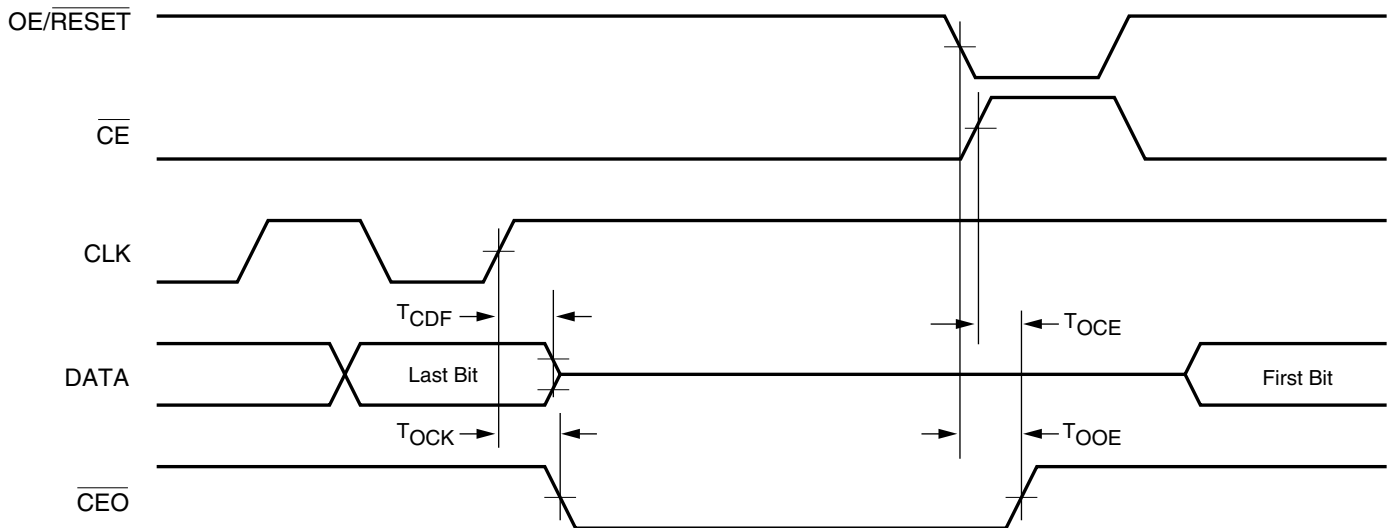 OE/RESET
CE
CLK
TCDF
TOCE
DATA
Last Bit
First Bit
TOCK
TOOE
CEO